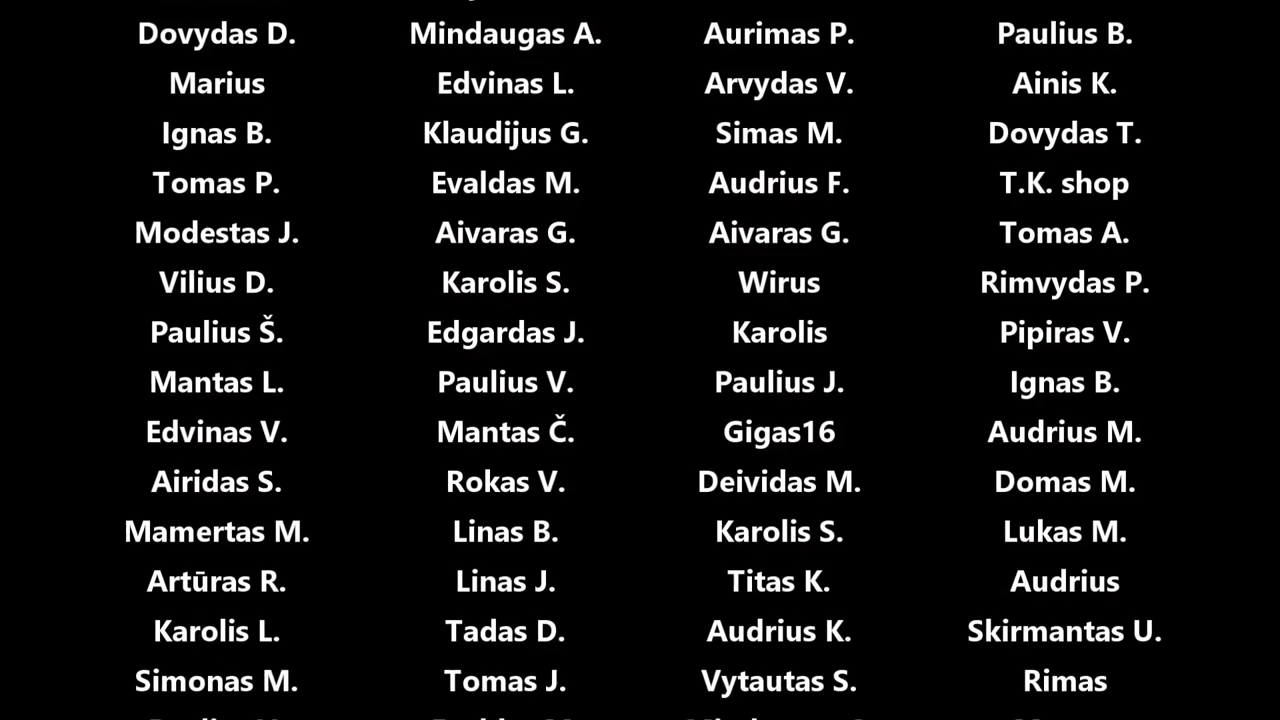 Dovydas D. Mindaugas A. Aurimas P. Paulius B.
Marius Edvinas L. Arvydas V. Ainis K.
Ignas B. Klaudijus G. Simas M. Dovydas T.
Tomas P. Evaldas M. Audrius F. T.K. shop
Modestas J. Aivaras G. Aivaras G. Tomas A.
Vilius D. Karolis S. Wirus Rimvydas P.
Paulius Š. Edgardas J. Karolis Pipiras V.
Mantas L. Paulius V. Paulius J. Ignas B.
Edvinas V. Mantas Č. Gigas16 Audrius M.
Airidas S. Rokas V. Deividas M. Domas M.
Mamertas M. Linas B. Karolis S. Lukas M.
Artūras R. Linas J. Titas K. Audrius
Karolis L. Tadas D. Audrius K. Skirmantas U.
Simonas M. Tomas J. Vytautas S. Rimas